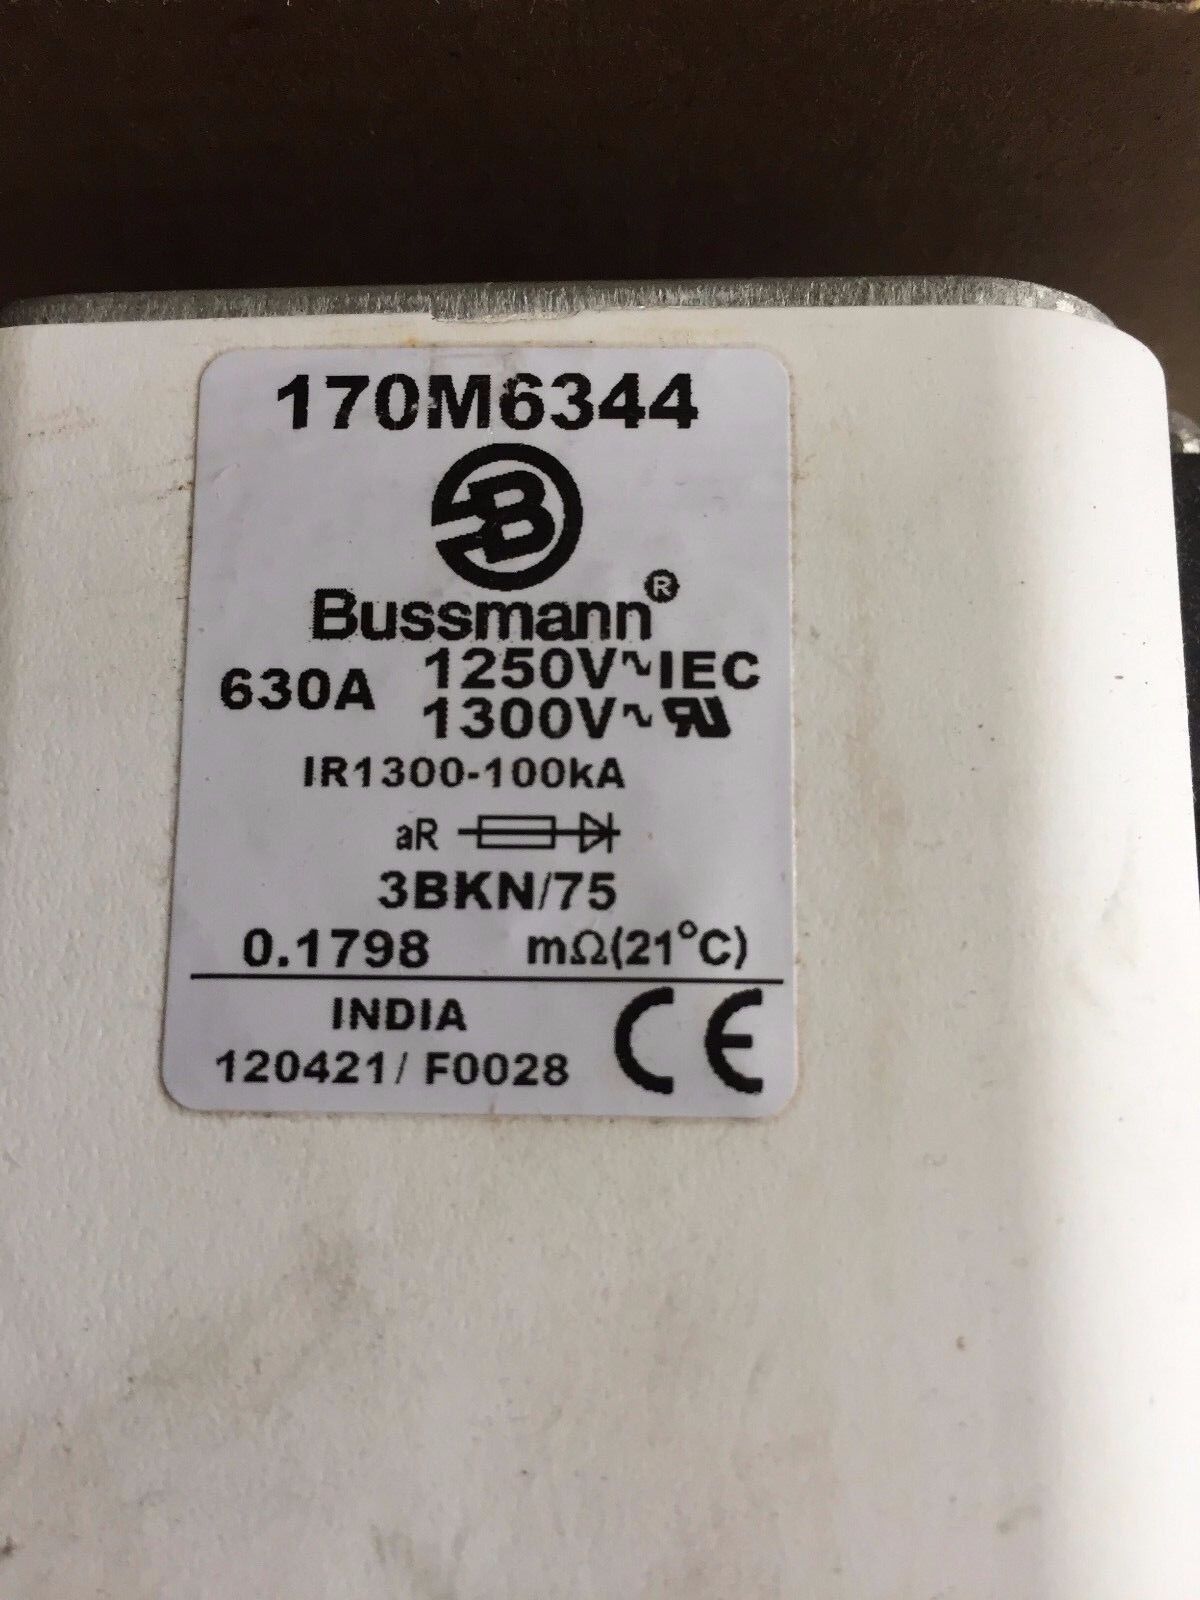 170M6344
B
Bussmann®
630A 1250V~IEC
1300V~ RU
IR1300-100kA
aR
3BKN/75
0.1798 mΩ(21°C)
INDIA
120421/ F0028 CE